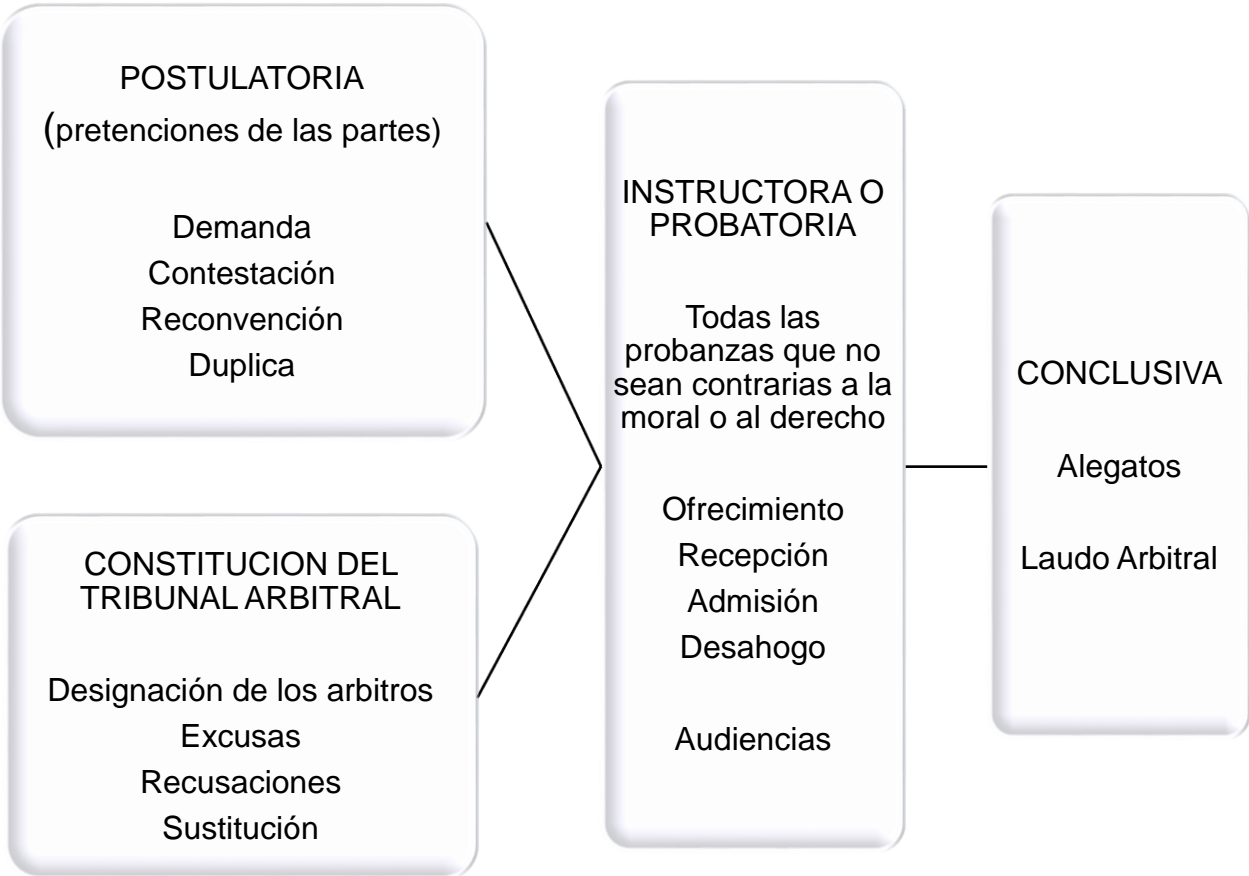 POSTULATORIA
(pretenciones de las partes)
Demanda
Contestación
Reconvención
Duplica
CONSTITUCION DEL
TRIBUNAL ARBITRAL
Designación de los arbitros
Excusas
Recusaciones
Sustitución
INSTRUCTORA O
PROBATORIA
Todas las
probanzas que no
sean contrarias a la
moral o al derecho
Ofrecimiento
Recepción
Admisión
Desahogo
Audiencias
CONCLUSIVA
Alegatos
Laudo Arbitral